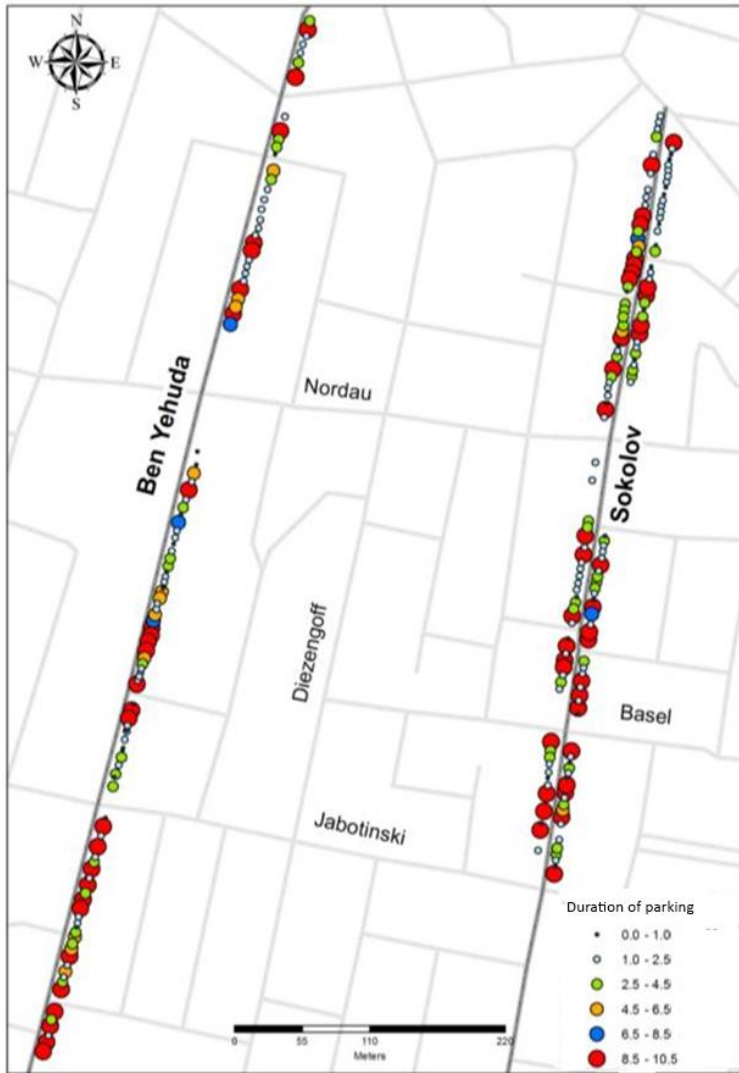 N
W E
S
Nordau
Ben Yehuda
Sokolov
Diezengoff
Basel
Jabotinski
Duration of parking
0.0 - 1.0
1.0 - 2.5
2.5 - 4.5
4.5 - 6.5
6.5 - 8.5
8.5 - 10.5
0 55 110 220
Meters